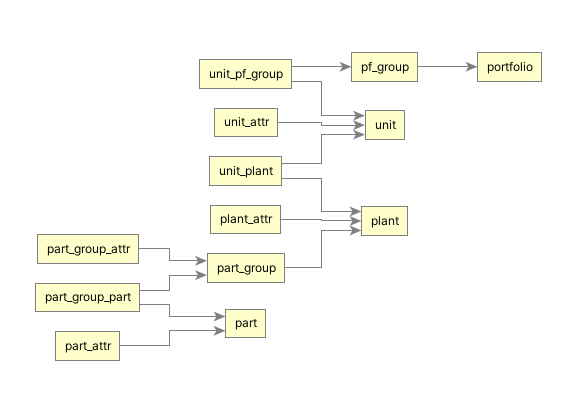 unit_pf_group
pf_group
portfolio
unit_attr
unit
unit_plant
plant_attr
plant
part_group_attr
part_group
part_group_part
part
part_attr